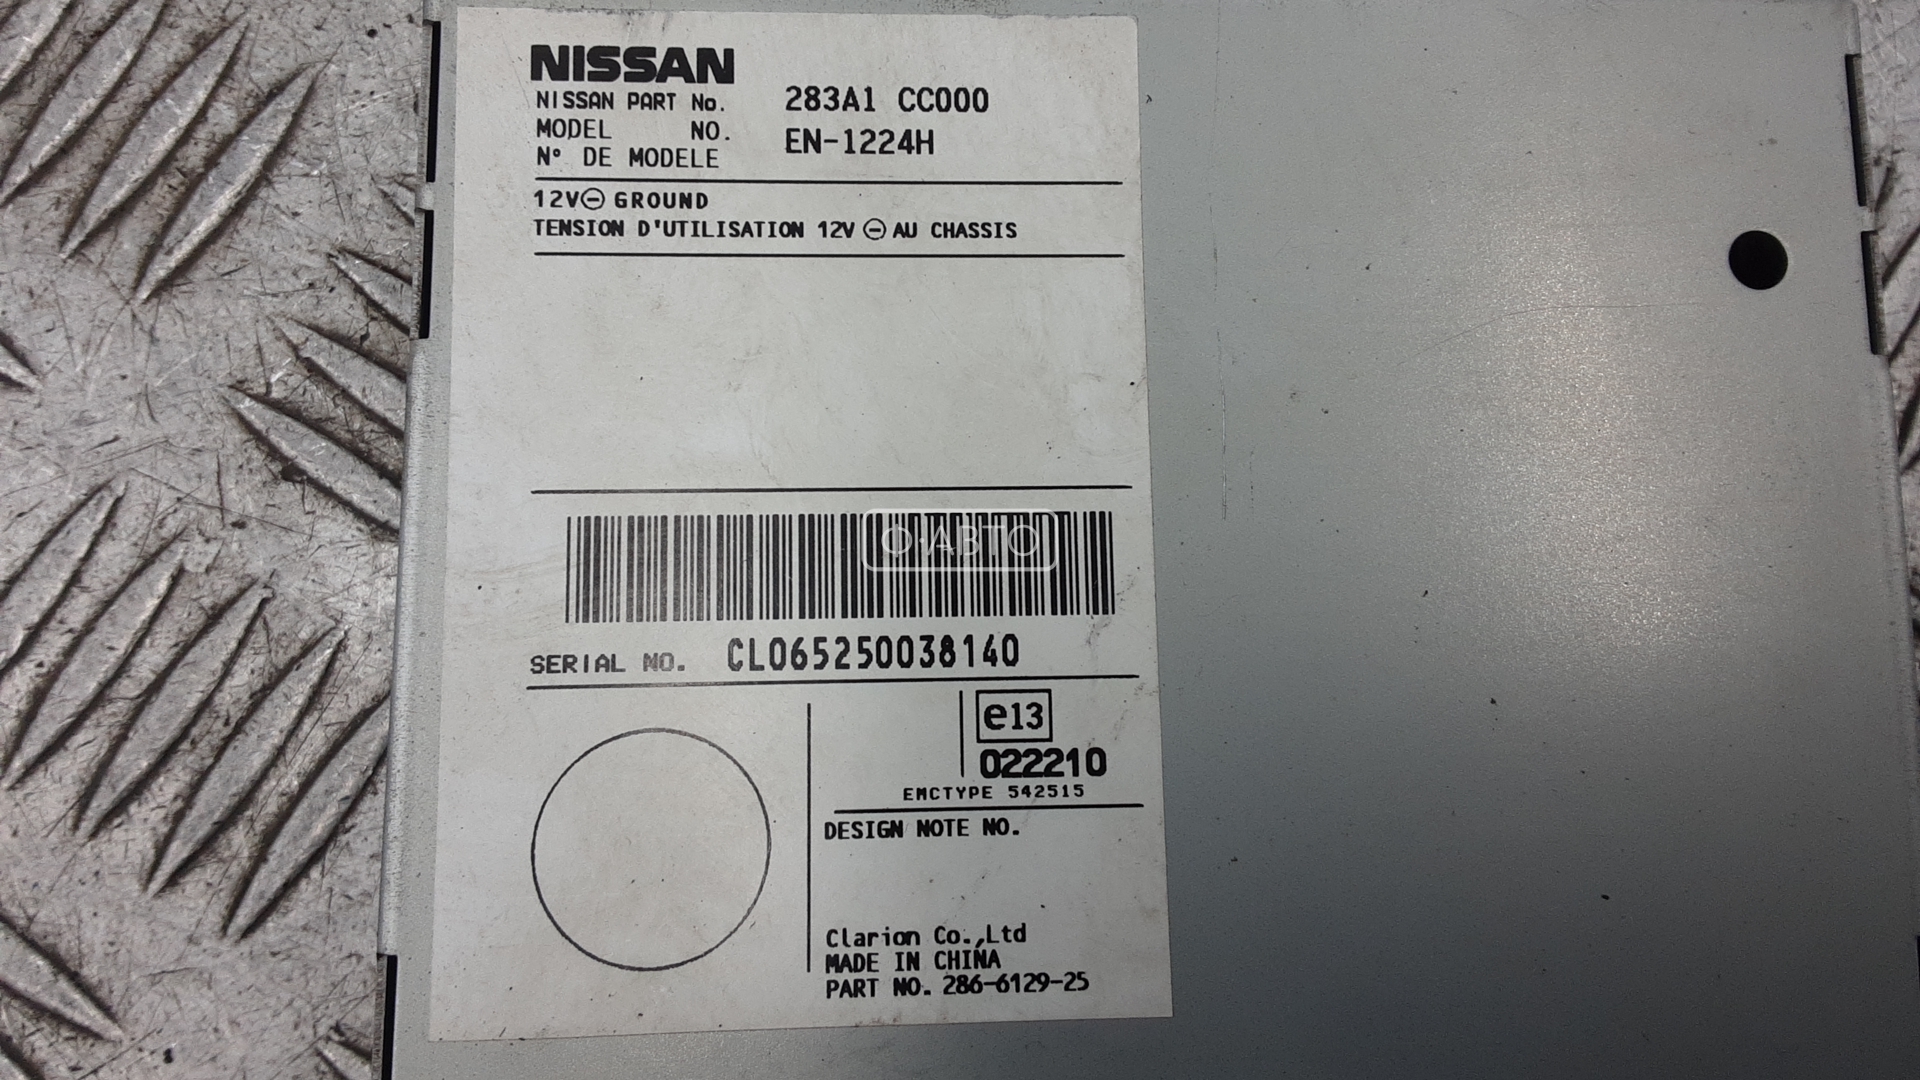 NISSAN
NISSAN PART No. 283A1 CC000
MODEL NO. EN-1224H
N° DE MODELE
12V⊖ GROUND
TENSION D'UTILISATION 12V ⊖ AU CHASSIS
О·АВТО
SERIAL NO. CL065250038140
e13
022210
EMCTYPE 542515
DESIGN NOTE NO.
Clarion Co.,Ltd
MADE IN CHINA
PART NO. 286-6129-25